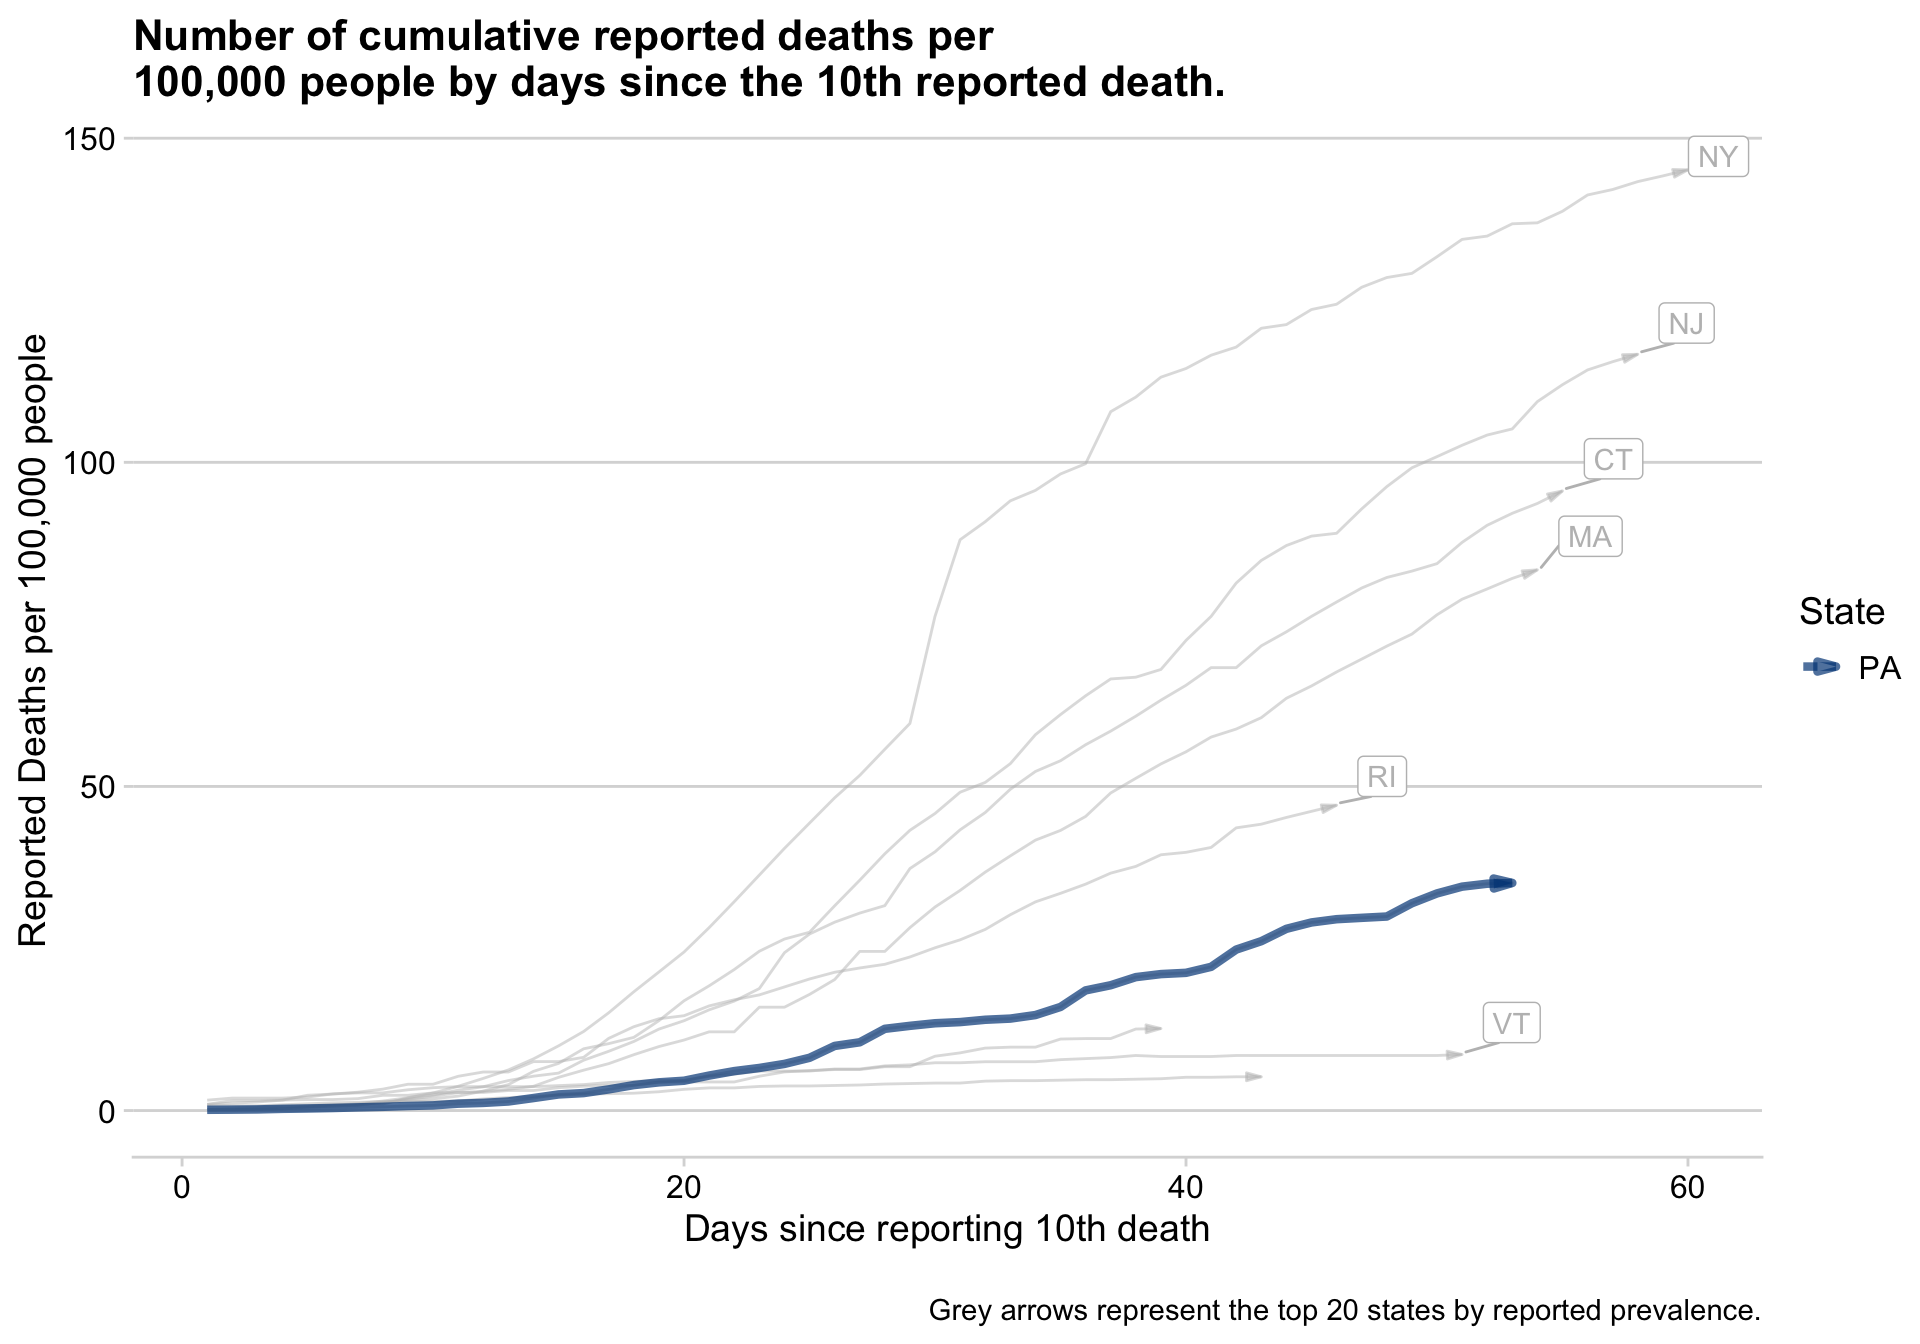 Number of cumulative reported deaths per
100,000 people by days since the 10th reported death.
Reported Deaths per 100,000 people
150
100
50
0
NY
NJ
CT
MA
RI
VT
State
PA
0 20 40 60
Days since reporting 10th death
Grey arrows represent the top 20 states by reported prevalence.